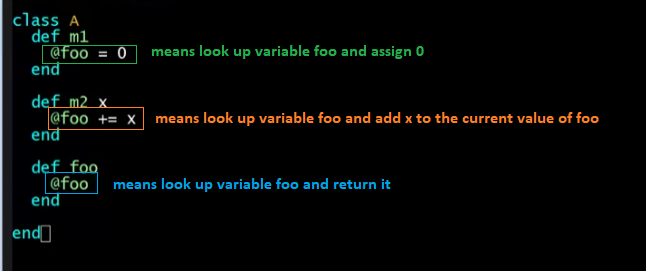 class A
def m1
@foo = 0 means look up variable foo and assign 0
end
def m2 x
@foo += x means look up variable foo and add x to the current value of foo
end
def foo
@foo means look up variable foo and return it
end
end